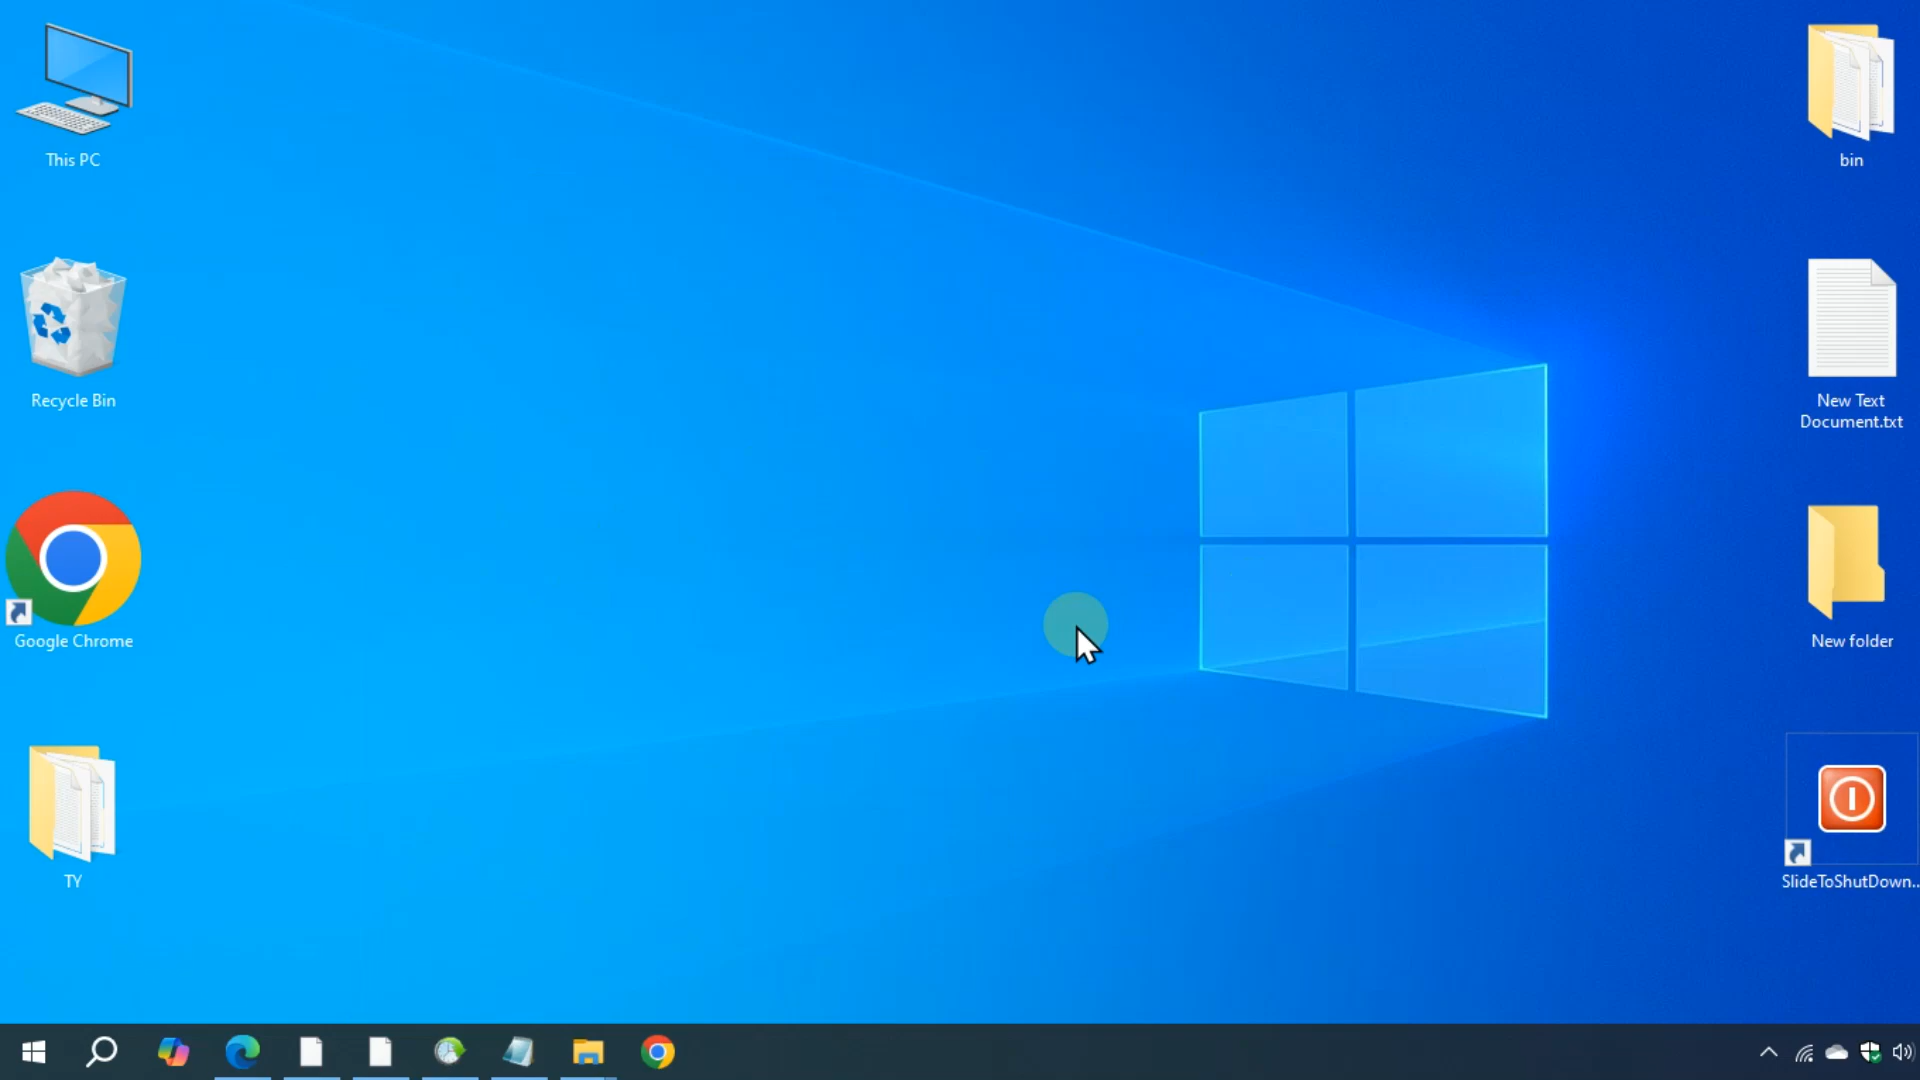 This PC
Recycle Bin
Google Chrome
TY
bin
New Text
Document.txt
New folder
SlideToShutDown...